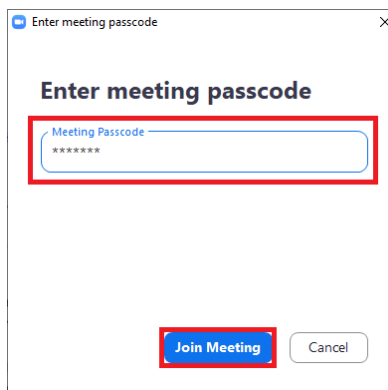 Enter meeting passcode
Enter meeting passcode
Meeting Passcode
*******
Join Meeting
Cancel